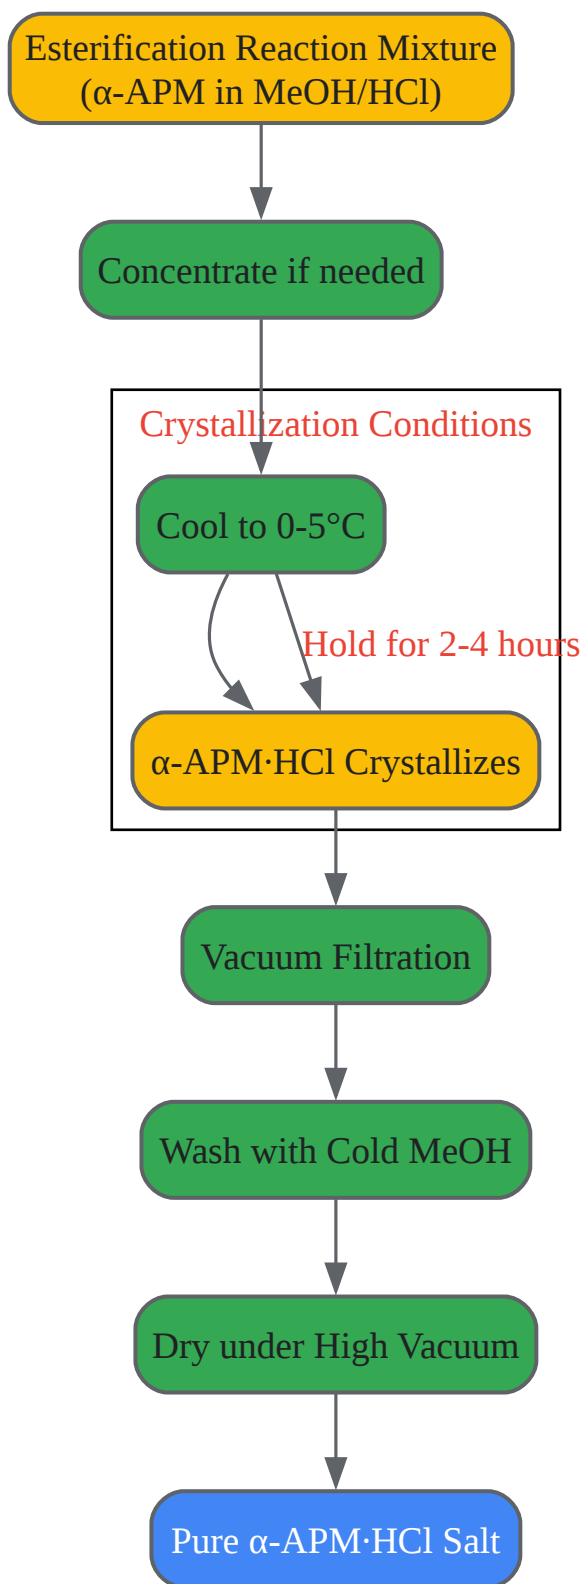 Esterification Reaction Mixture
(α-APM in MeOH/HCl)
Concentrate if needed
Crystallization Conditions
Cool to 0-5°C
Hold for 2-4 hours
α-APM·HCl Crystallizes
Vacuum Filtration
Wash with Cold MeOH
Dry under High Vacuum
Pure α-APM·HCl Salt